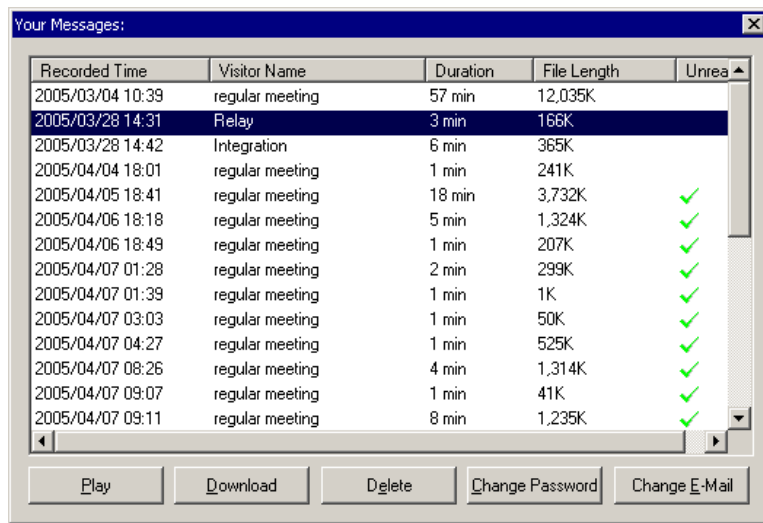 Your Messages:
Recorded Time Visitor Name Duration File Length Unrea
2005/03/04 10:39 regular meeting 57 min 12,035K
2005/03/28 14:31 Relay 3 min 166K
2005/03/28 14:42 Integration 6 min 365K
2005/04/04 18:01 regular meeting 1 min 241K
2005/04/05 18:41 regular meeting 18 min 3,732K
2005/04/06 18:18 regular meeting 5 min 1,324K
2005/04/06 18:49 regular meeting 1 min 207K
2005/04/07 01:28 regular meeting 2 min 299K
2005/04/07 01:39 regular meeting 1 min 1K
2005/04/07 03:03 regular meeting 1 min 50K
2005/04/07 04:27 regular meeting 1 min 525K
2005/04/07 08:26 regular meeting 4 min 1,314K
2005/04/07 09:07 regular meeting 1 min 41K
2005/04/07 09:11 regular meeting 8 min 1,235K
Play Download Delete Change Password Change E-Mail